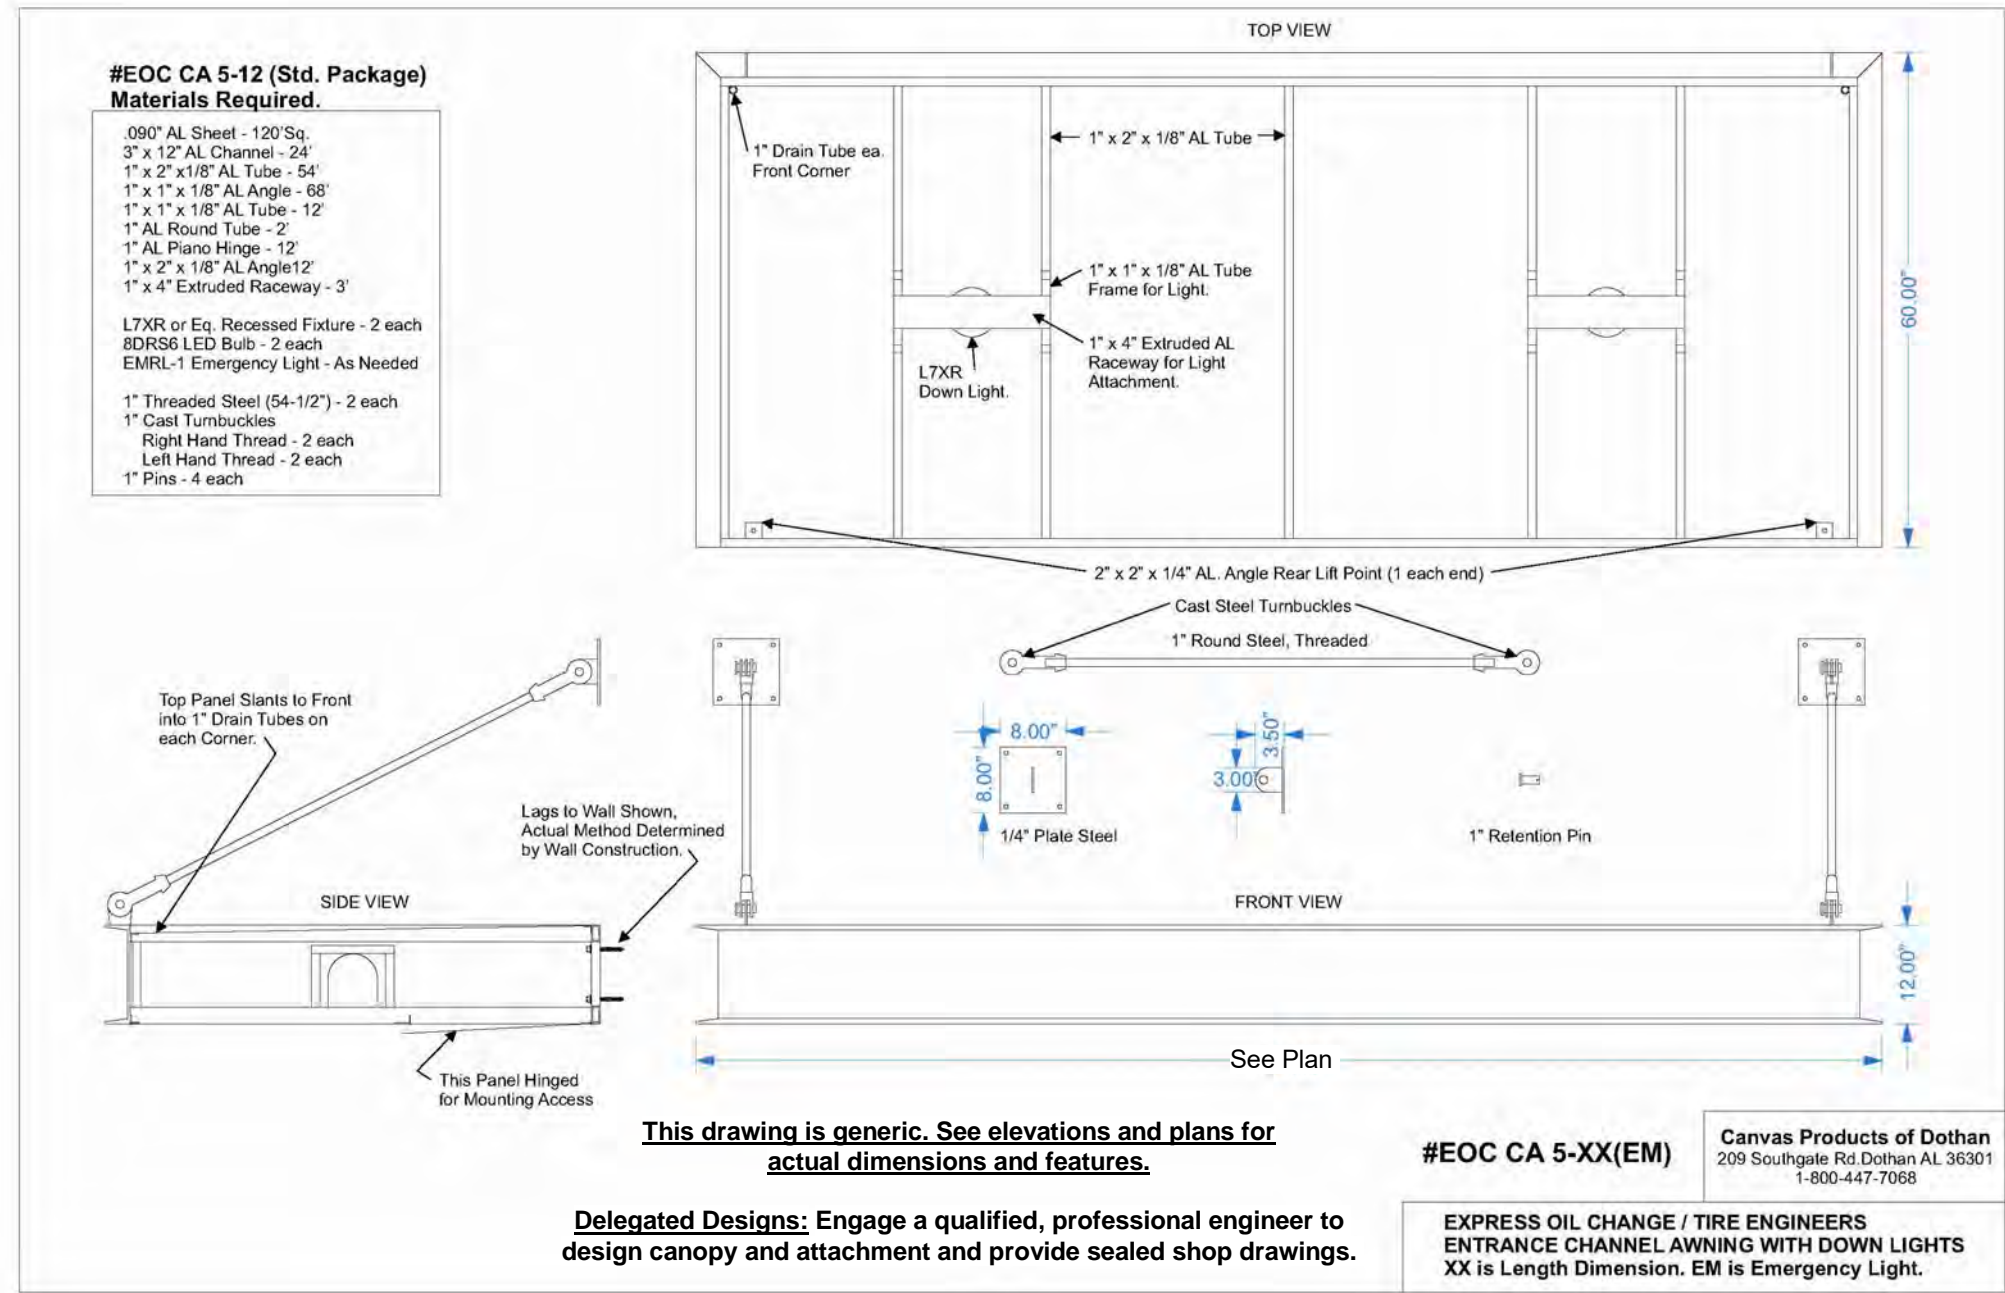 TOP VIEW
#EOC CA 5-12 (Std. Package)
Materials Required.
.090" AL Sheet - 120'Sq.
3" x 12" AL Channel - 24'
1" x 2" x1/8" AL Tube - 54'
1" x 1" x 1/8" AL Angle - 68'
1" x 1" x 1/8" AL Tube - 12'
1" AL Round Tube - 2'
1" AL Piano Hinge - 12'
1" x 2" x 1/8" AL Angle12'
1" x 4" Extruded Raceway - 3'
L7XR or Eq. Recessed Fixture - 2 each
8DRS6 LED Bulb - 2 each
EMRL-1 Emergency Light - As Needed
1" Threaded Steel (54-1/2") - 2 each
1" Cast Turnbuckles
Right Hand Thread - 2 each
Left Hand Thread - 2 each
1" Pins - 4 each
1" Drain Tube ea.
Front Corner
1" x 2" x 1/8" AL Tube
1" x 1" x 1/8" AL Tube
Frame for Light.
1" x 4" Extruded AL
Raceway for Light
Attachment.
L7XR
Down Light.
60.00"
2" x 2" x 1/4" AL. Angle Rear Lift Point (1 each end)
Cast Steel Turnbuckles
1" Round Steel, Threaded
Top Panel Slants to Front
into 1" Drain Tubes on
each Corner.
Lags to Wall Shown,
Actual Method Determined
by Wall Construction.
8.00"
8.00"
1/4" Plate Steel
3.50"
3.00"
1" Retention Pin
SIDE VIEW
FRONT VIEW
12.00"
See Plan
This Panel Hinged
for Mounting Access
This drawing is generic. See elevations and plans for
actual dimensions and features.
Delegated Designs: Engage a qualified, professional engineer to
design canopy and attachment and provide sealed shop drawings.
#EOC CA 5-XX(EM)
Canvas Products of Dothan
209 Southgate Rd.Dothan AL 36301
1-800-447-7068
EXPRESS OIL CHANGE / TIRE ENGINEERS
ENTRANCE CHANNEL AWNING WITH DOWN LIGHTS
XX is Length Dimension. EM is Emergency Light.